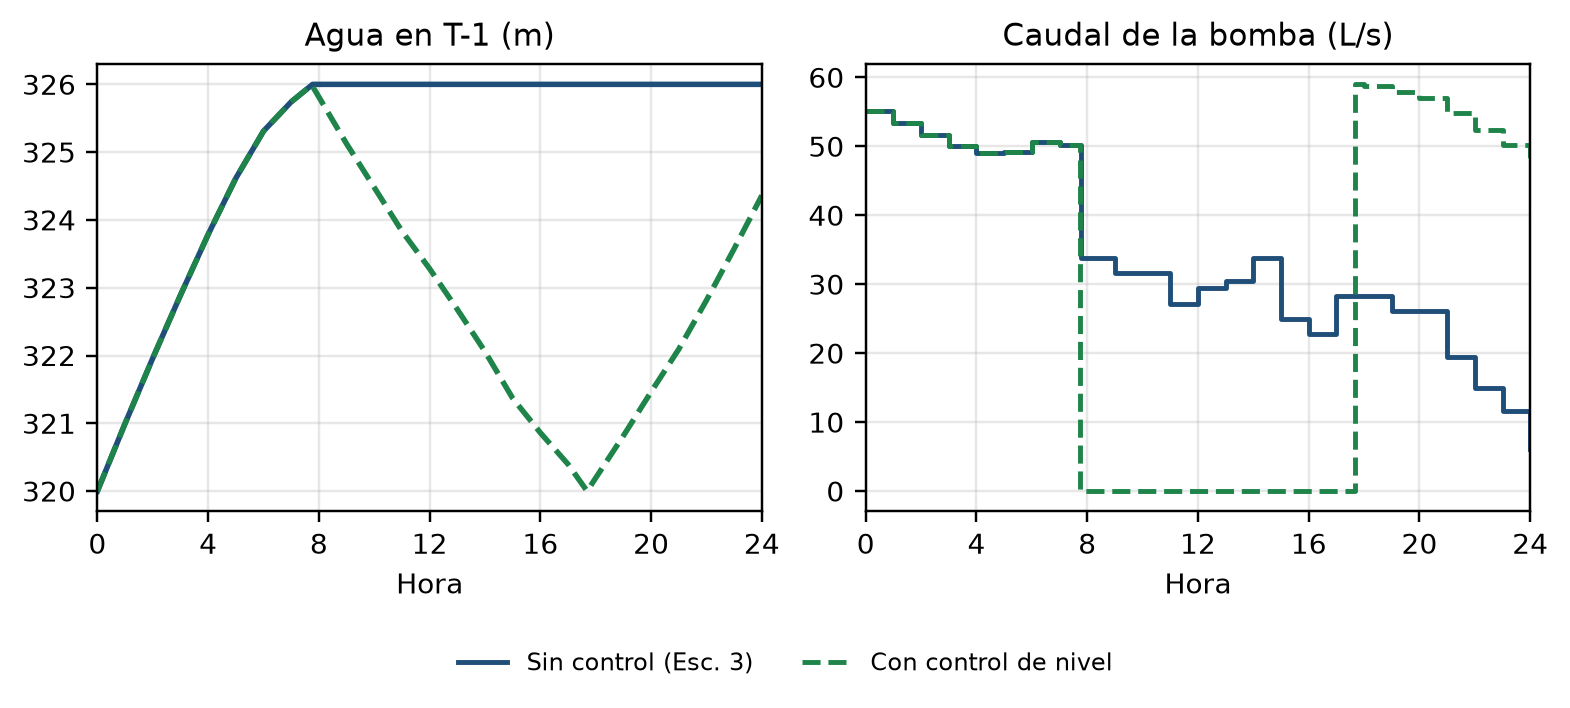 Agua en T-1 (m)
326
325
324
323
322
321
320
0 4 8 12 16 20 24
Hora
Caudal de la bomba (L/s)
60
50
40
30
20
10
0
0 4 8 12 16 20 24
Hora
Sin control (Esc. 3) Con control de nivel